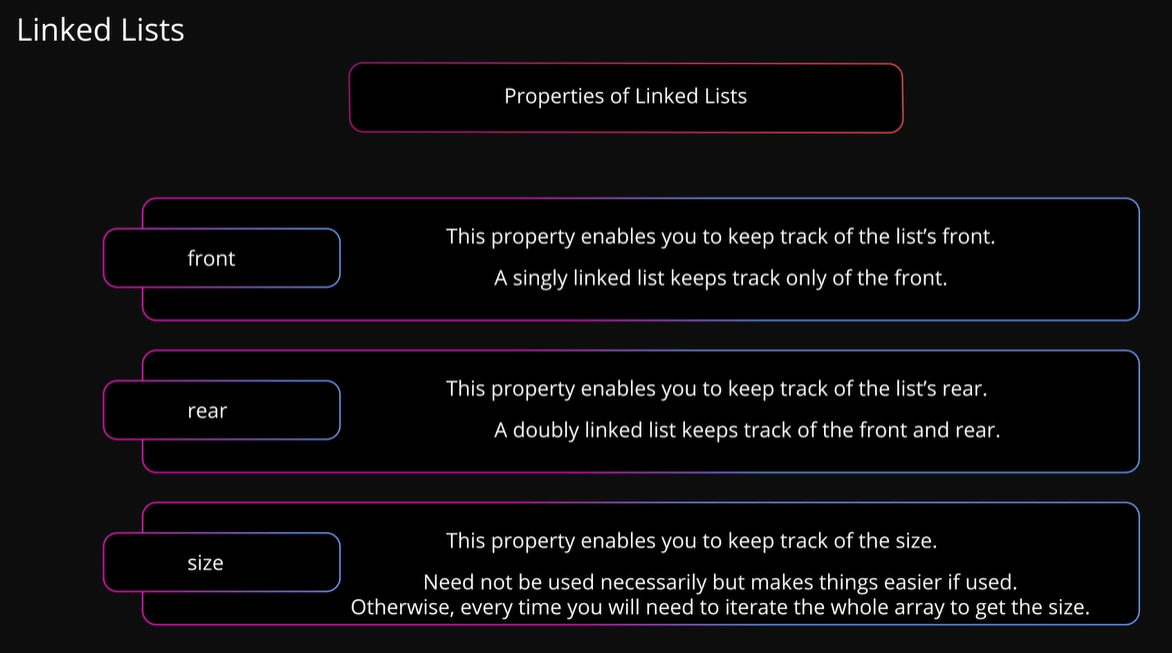 Linked Lists
Properties of Linked Lists
front
This property enables you to keep track of the list’s front.
A singly linked list keeps track only of the front.
rear
This property enables you to keep track of the list’s rear.
A doubly linked list keeps track of the front and rear.
size
This property enables you to keep track of the size.
Need not be used necessarily but makes things easier if used.
Otherwise, every time you will need to iterate the whole array to get the size.